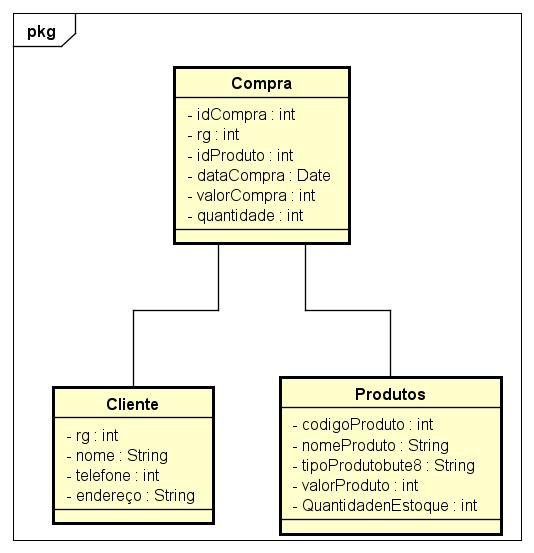 pkg
Compra
- idCompra : int
- rg : int
- idProduto : int
- dataCompra : Date
- valorCompra : int
- quantidade : int
Cliente
- rg : int
- nome : String
- telefone : int
- endereço : String
Produtos
- codigoProduto : int
- nomeProduto : String
- tipoProdutobute8 : String
- valorProduto : int
- QuantidadenEstoque : int